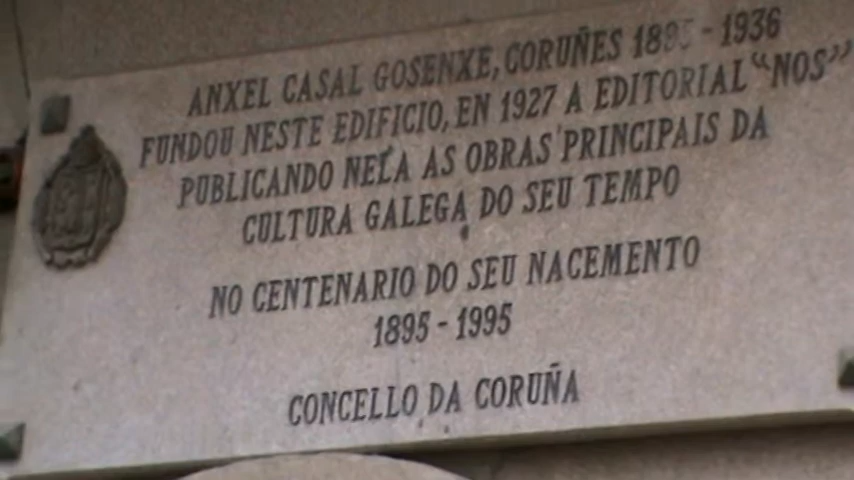 ANXEL CASAL GOSENXE, CORUÑES 1895 - 1936
FUNDOU NESTE EDIFICIO, EN 1927 A EDITORIAL "NOS"
PUBLICANDO NELA AS OBRAS PRINCIPAIS DA
CULTURA GALEGA DO SEU TEMPO
NO CENTENARIO DO SEU NACEMENTO
1895 - 1995
CONCELLO DA CORUÑA